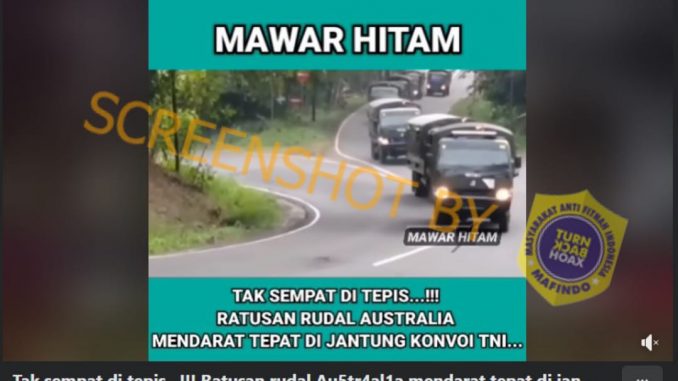 MAWAR HITAM
SCREENSHOT BY
MAWAR HITAM
MASYARAKAT ANTI FITNAH INDONESIA
TURN
BACK
HOAX
MAFINDO
TAK SEMPAT DI TEPIS...!!!
RATUSAN RUDAL AUSTRALIA
MENDARAT TEPAT DI JANTUNG KONVOI TNI...
Tak sempat di tepis...!!! Ratusan rudal Au5tr4al1a mendarat tepat di jan